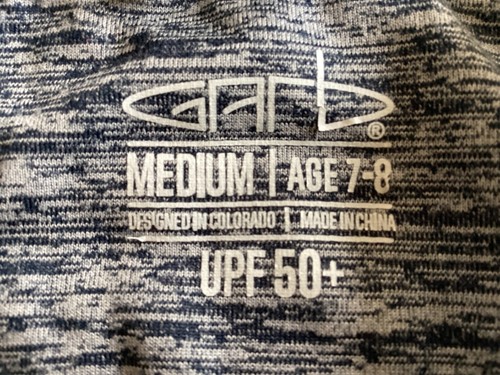 GARb®
MEDIUM | AGE 7-8
DESIGNED IN COLORADO | MADE IN CHINA
UPF 50+